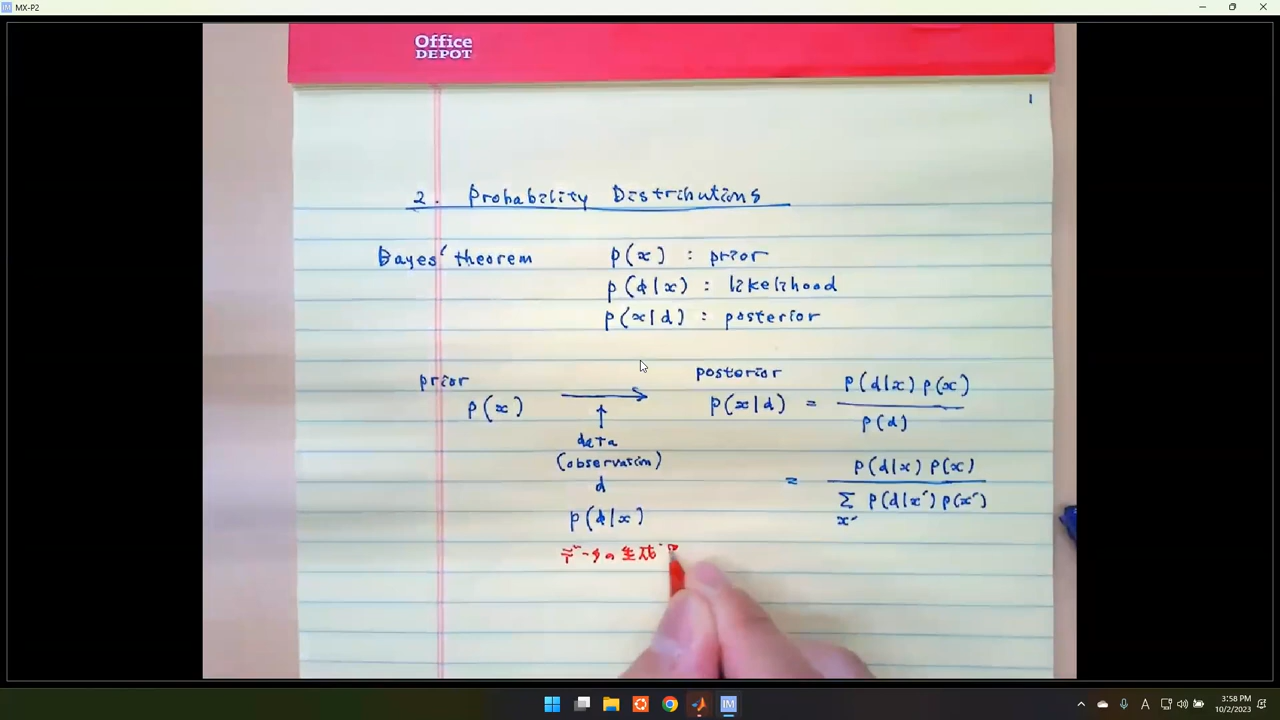 MX-P2
Office
DEPOT
1
2. Probability Distributions
Bayes' theorem p(x) : prior
p(d|x) : likelihood
p(x|d) : posterior
prior posterior
p(x) → p(x|d) = p(d|x) p(x) / p(d)
↑
data
(observation)
d = p(d|x) p(x) / Σ_x' p(d|x') p(x')
p(d|x)
データの生成
3:58 PM
10/2/2023